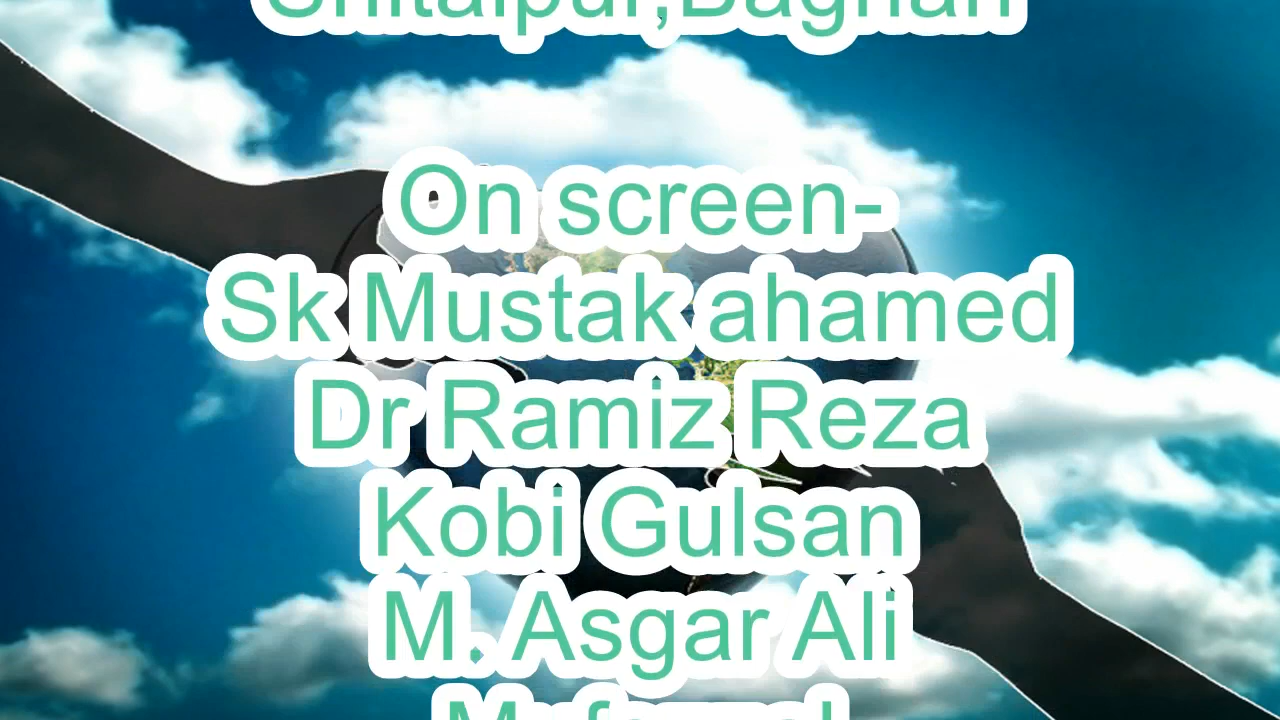 On screen-
Sk Mustak ahamed
Dr Ramiz Reza
Kobi Gulsan
M. Asgar Ali